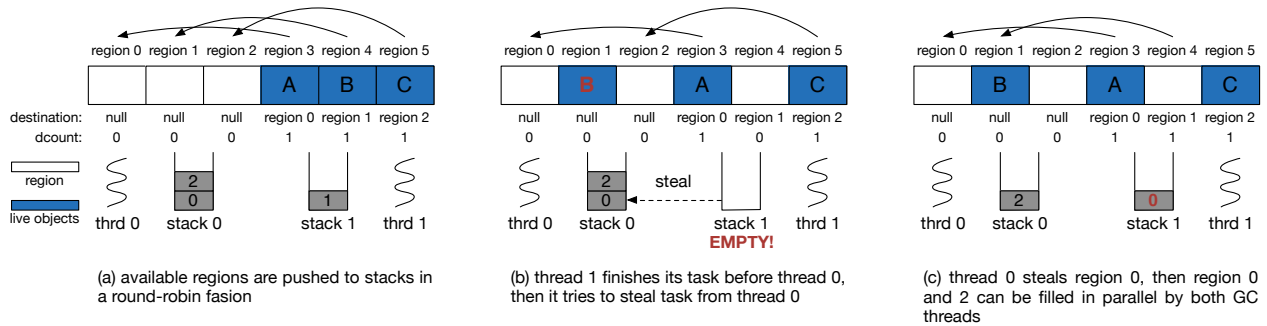 region 0 region 1 region 2 region 3 region 4 region 5
A B C
destination: null null null region 0 region 1 region 2
dcount: 0 0 0 1 1 1
region
live objects
2
0
1
thrd 0 stack 0 stack 1 thrd 1
(a) available regions are pushed to stacks in
a round-robin fasion
region 0 region 1 region 2 region 3 region 4 region 5
B A C
null null null region 0 region 1 region 2
0 0 0 1 0 1
2
0
steal
thrd 0 stack 0 stack 1 thrd 1
EMPTY!
(b) thread 1 finishes its task before thread 0,
then it tries to steal task from thread 0
region 0 region 1 region 2 region 3 region 4 region 5
B A C
null null null region 0 region 1 region 2
0 0 0 1 1 1
2
0
thrd 0 stack 0 stack 1 thrd 1
(c) thread 0 steals region 0, then region 0
and 2 can be filled in parallel by both GC
threads